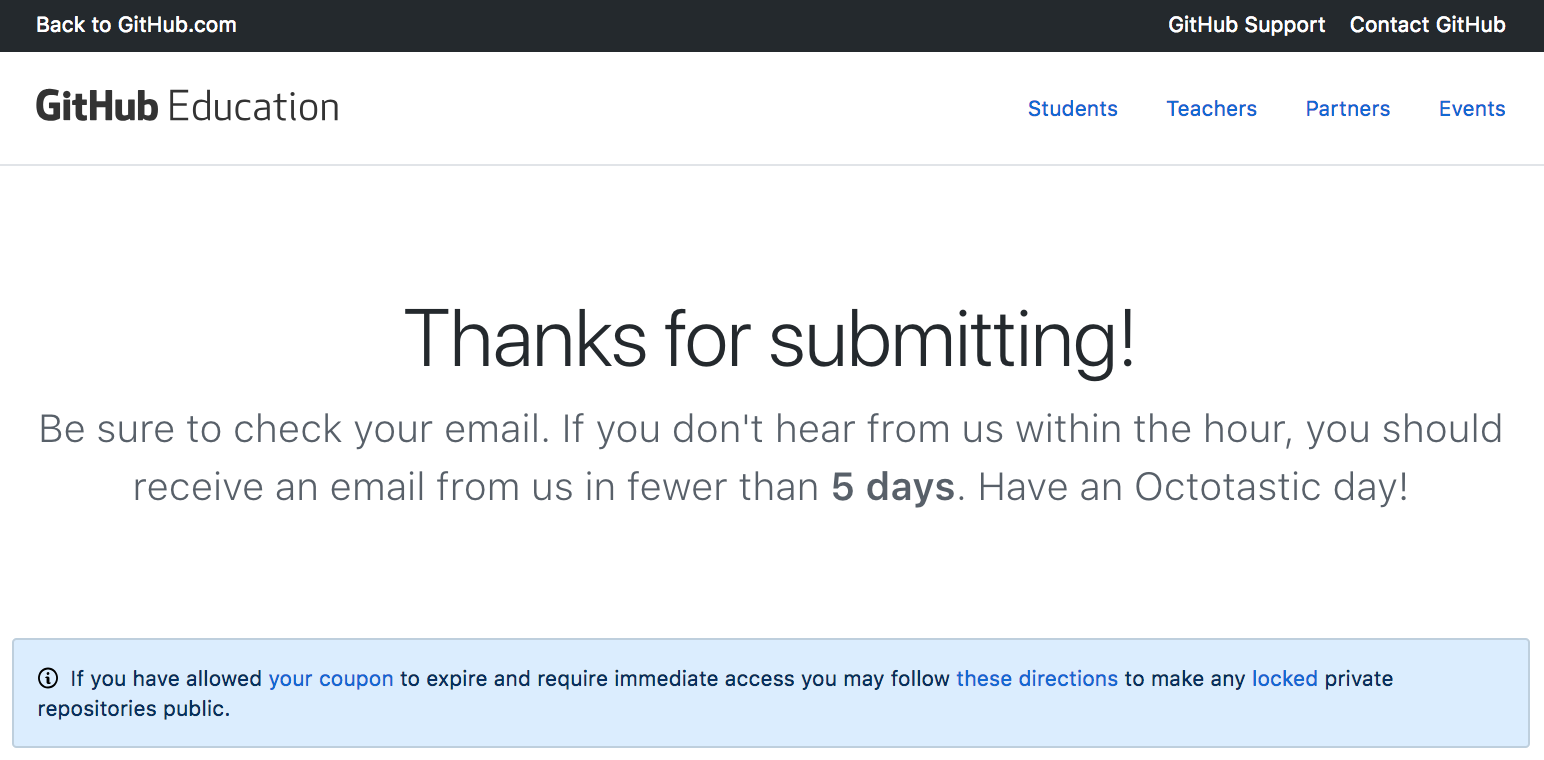 Back to GitHub.com GitHub Support Contact GitHub
GitHub Education Students Teachers Partners Events
Thanks for submitting!
Be sure to check your email. If you don't hear from us within the hour, you should
receive an email from us in fewer than 5 days. Have an Octotastic day!
If you have allowed your coupon to expire and require immediate access you may follow these directions to make any locked private
repositories public.